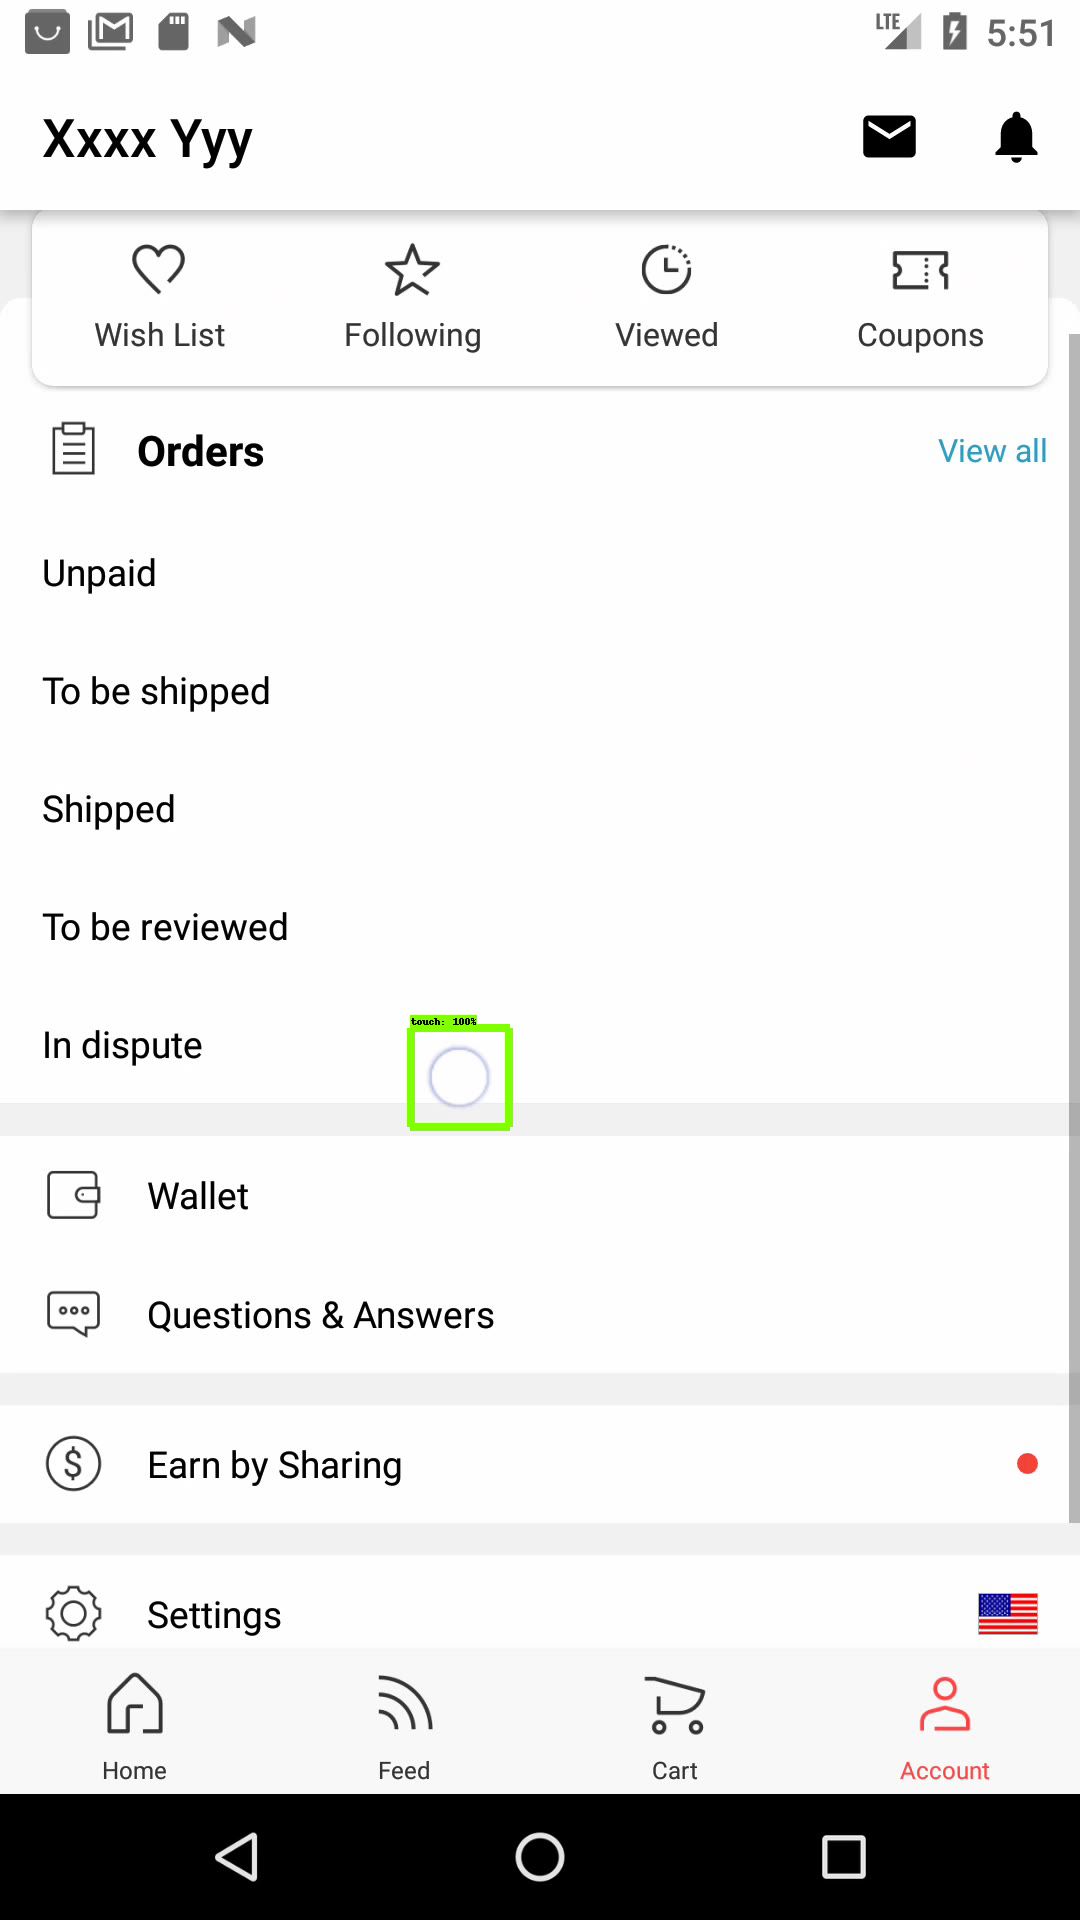 LTE 5:51
Xxxx Yyy
Wish List Following Viewed Coupons
Orders View all
Unpaid
To be shipped
Shipped
To be reviewed
touch: 100%
In dispute
Wallet
Questions & Answers
Earn by Sharing
Settings
Home Feed Cart Account